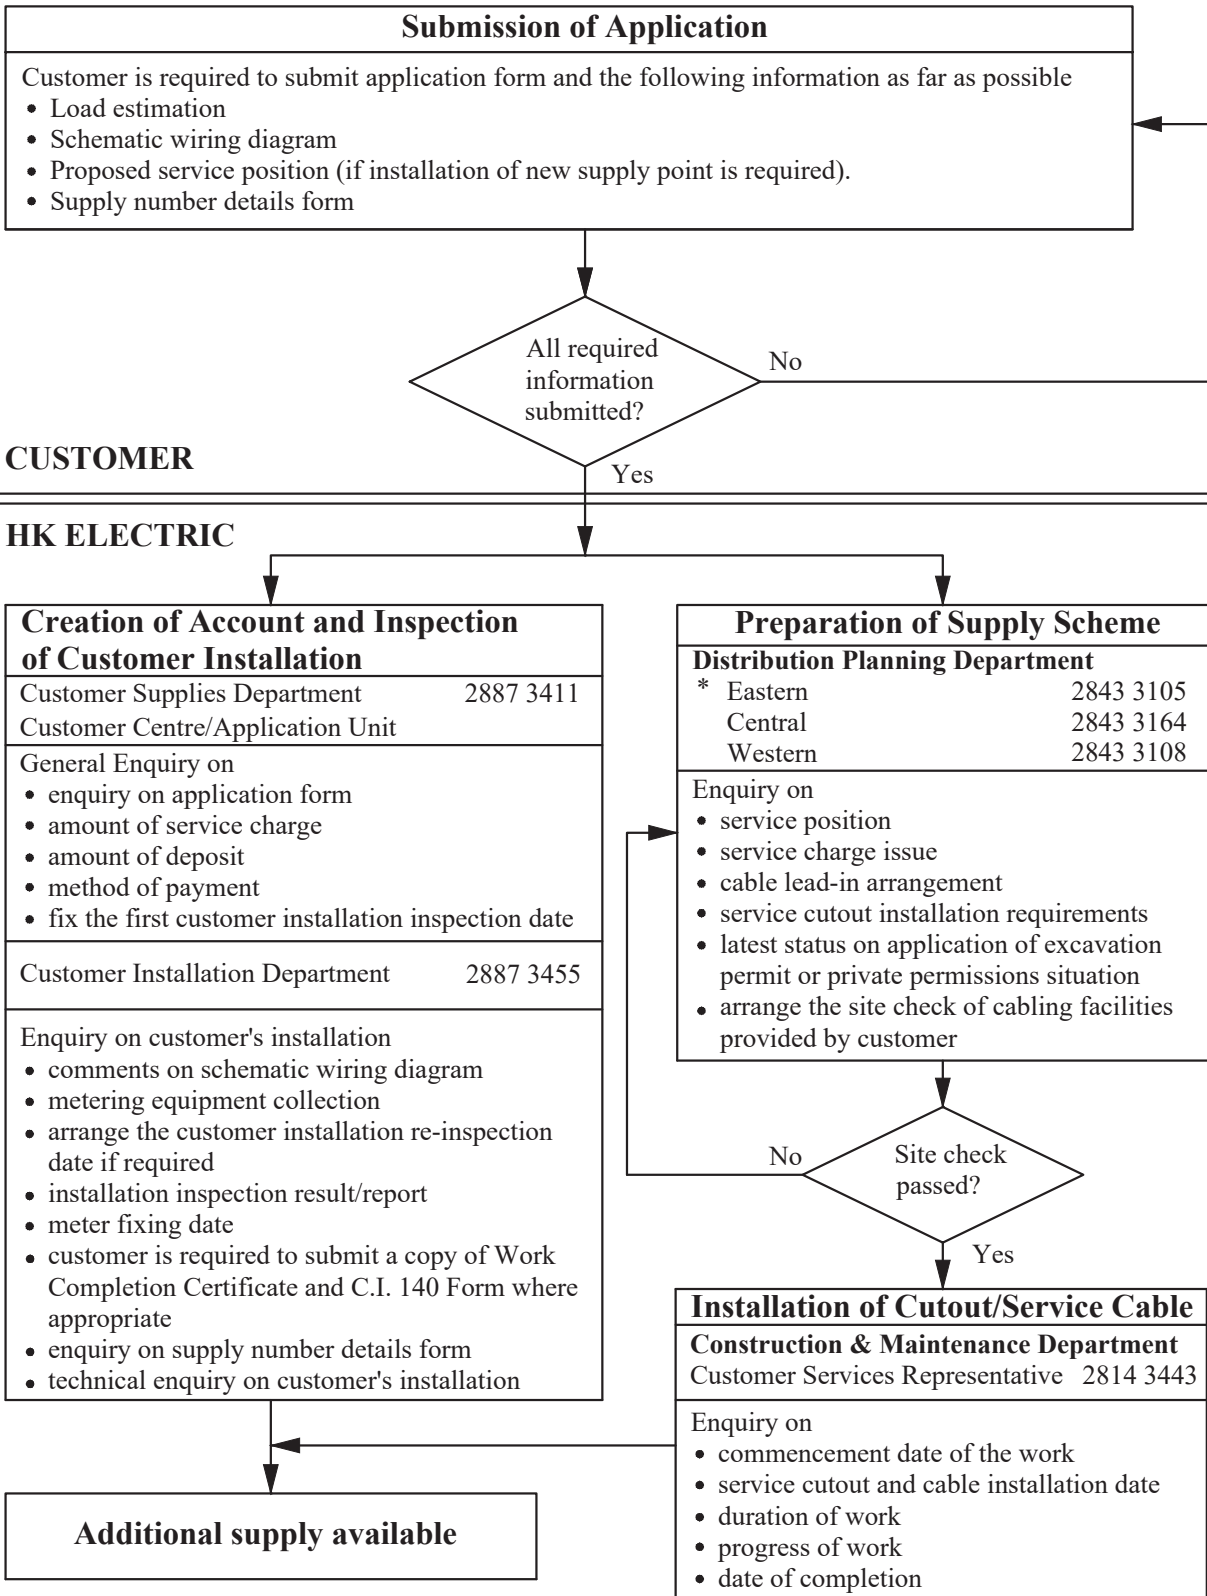 Submission of Application
Customer is required to submit application form and the following information as far as possible
• Load estimation
• Schematic wiring diagram
• Proposed service position (if installation of new supply point is required).
• Supply number details form
All required
information
submitted?
No
Yes
CUSTOMER
HK ELECTRIC
Creation of Account and Inspection
of Customer Installation
Customer Supplies Department 2887 3411
Customer Centre/Application Unit
General Enquiry on
• enquiry on application form
• amount of service charge
• amount of deposit
• method of payment
• fix the first customer installation inspection date
Customer Installation Department 2887 3455
Enquiry on customer's installation
• comments on schematic wiring diagram
• metering equipment collection
• arrange the customer installation re-inspection
date if required
• installation inspection result/report
• meter fixing date
• customer is required to submit a copy of Work
Completion Certificate and C.I. 140 Form where
appropriate
• enquiry on supply number details form
• technical enquiry on customer's installation
Preparation of Supply Scheme
Distribution Planning Department
* Eastern 2843 3105
Central 2843 3164
Western 2843 3108
Enquiry on
• service position
• service charge issue
• cable lead-in arrangement
• service cutout installation requirements
• latest status on application of excavation
permit or private permissions situation
• arrange the site check of cabling facilities
provided by customer
Site check
passed?
No
Yes
Installation of Cutout/Service Cable
Construction & Maintenance Department
Customer Services Representative 2814 3443
Enquiry on
• commencement date of the work
• service cutout and cable installation date
• duration of work
• progress of work
• date of completion
Additional supply available